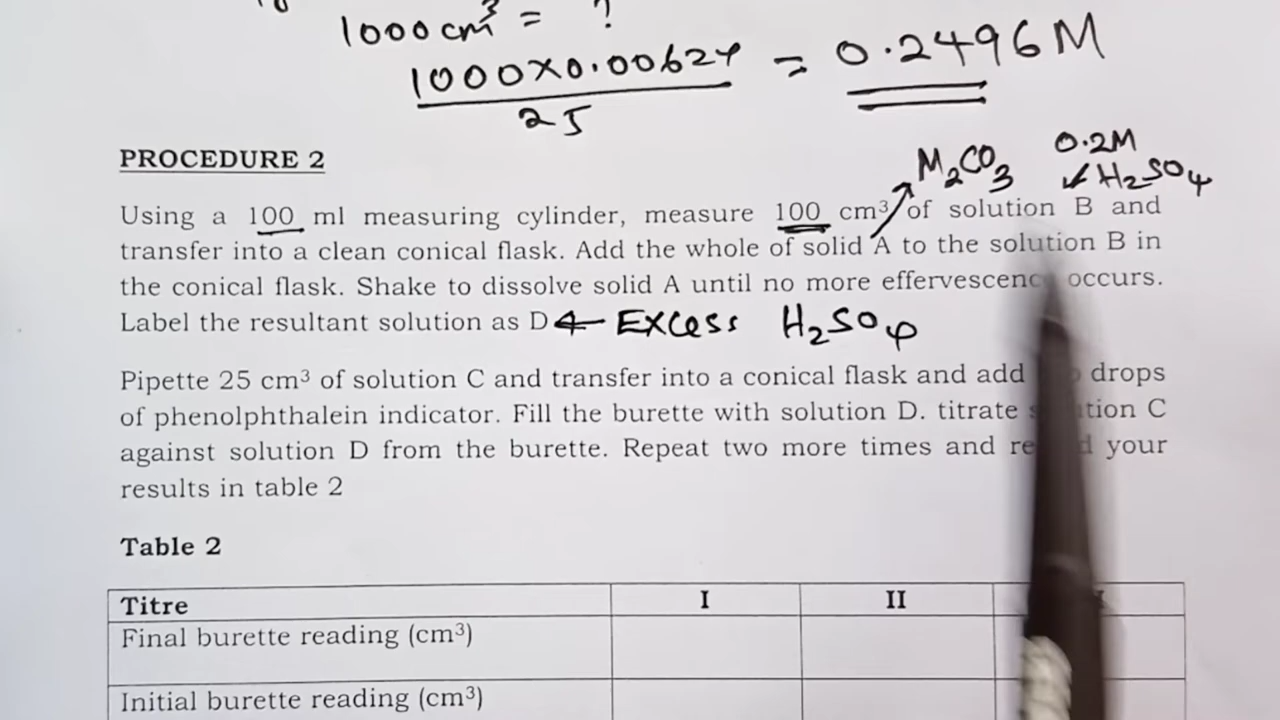 1000 cm³ = ?
1000×0.00624 = 0.2496M
25
PROCEDURE 2
M₂CO₃ 0.2M
H₂SO₄
Using a 100 ml measuring cylinder, measure 100 cm³ of solution B and
transfer into a clean conical flask. Add the whole of solid A to the solution B in
the conical flask. Shake to dissolve solid A until no more effervescence occurs.
Label the resultant solution as D ← Excess H₂SO₄
Pipette 25 cm³ of solution C and transfer into a conical flask and add drops
of phenolphthalein indicator. Fill the burette with solution D. titrate solution C
against solution D from the burette. Repeat two more times and record your
results in table 2
Table 2
Titre I II
Final burette reading (cm³)
Initial burette reading (cm³)